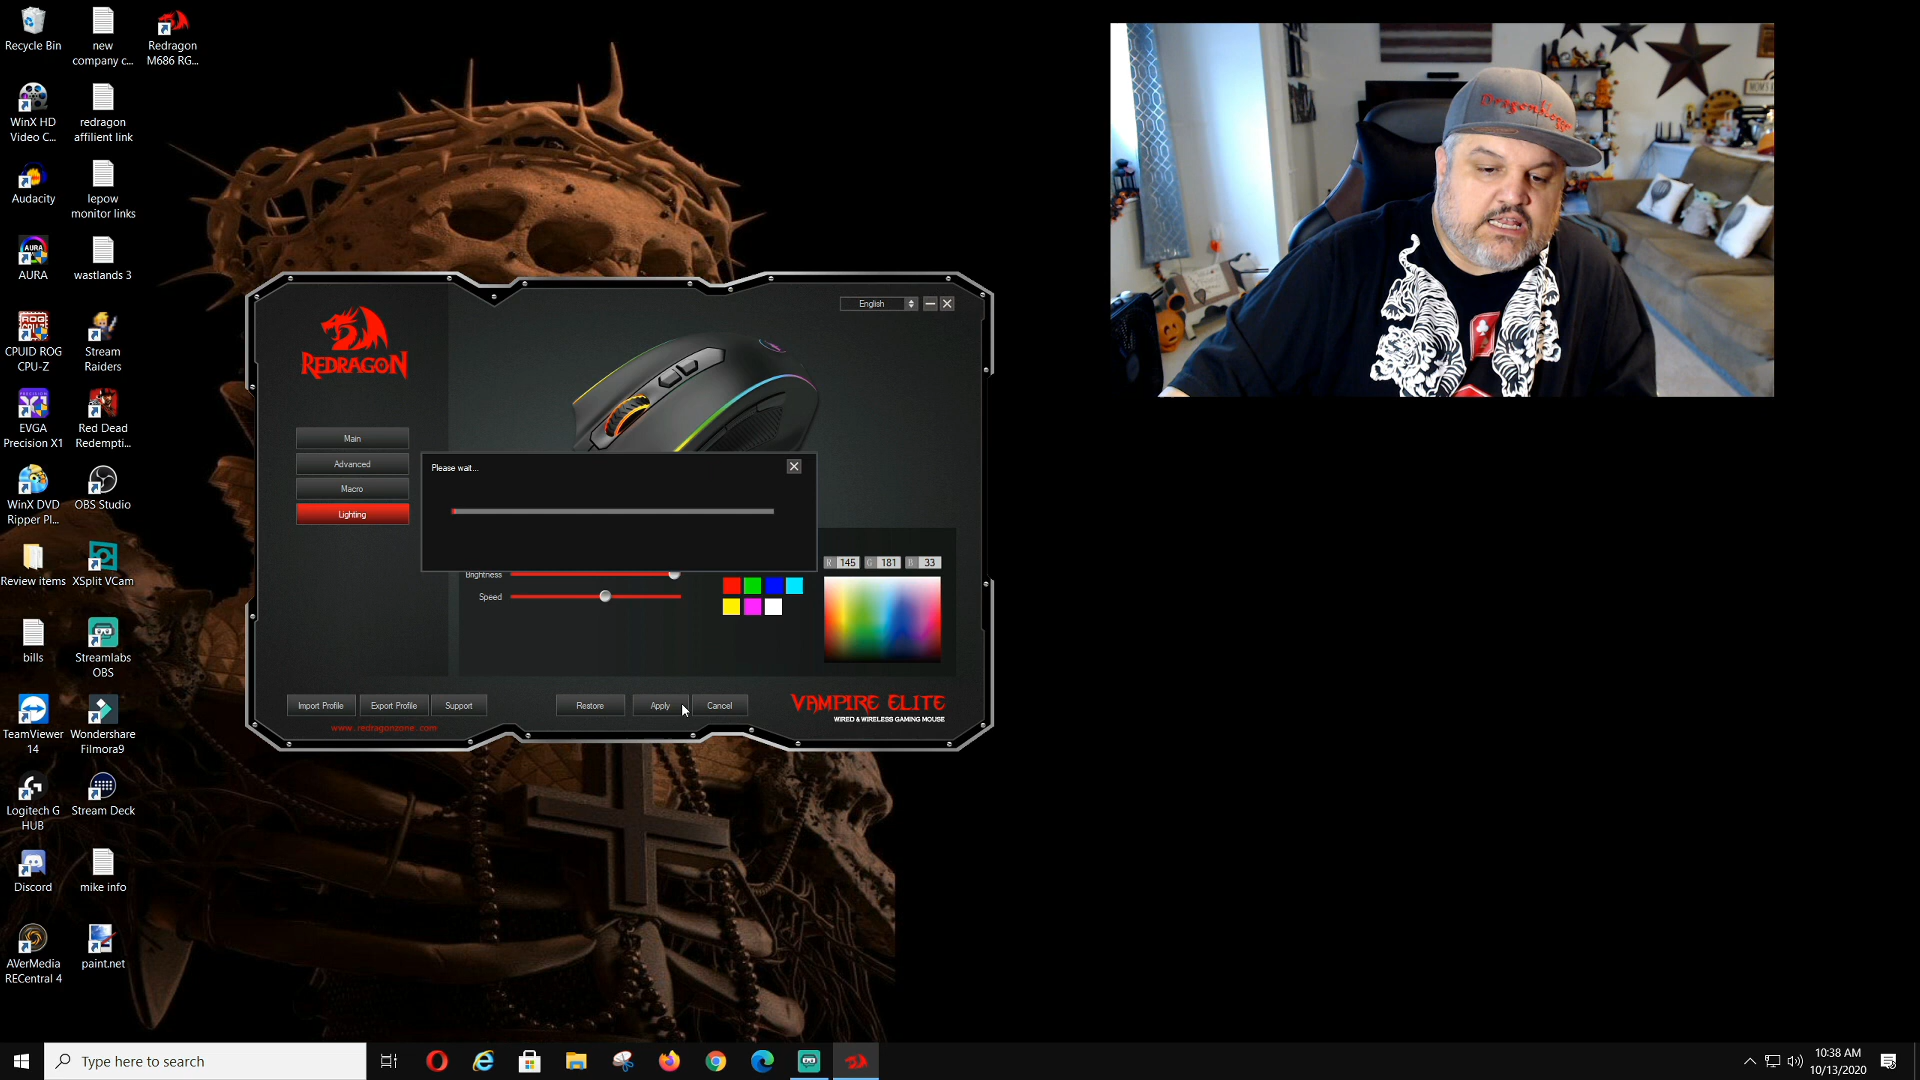 Recycle Bin
new
company c...
Redragon
M686 RG...
WinX HD
Video C...
redragon
affilient link
Audacity
lepow
monitor links
AURA
AURA
wastlands 3
CPUID ROG
CPU-Z
Stream
Raiders
EVGA
Precision X1
Red Dead
Redempti...
WinX DVD
Ripper Pl...
OBS Studio
Review items
XSplit VCam
bills
Streamlabs
OBS
TeamViewer
14
Wondershare
Filmora9
Logitech G
HUB
Stream Deck
Discord
mike info
AVerMedia
RECentral 4
paint.net
REDRAGON
English
Main
Advanced
Macro
Lighting
Please wait...
Brightness
Speed
R 145 G 181 B 33
Import Profile
Export Profile
Support
Restore
Apply
Cancel
VAMPIRE ELITE
WIRED & WIRELESS GAMING MOUSE
www.redragonzone.com
Type here to search
10:38 AM
10/13/2020